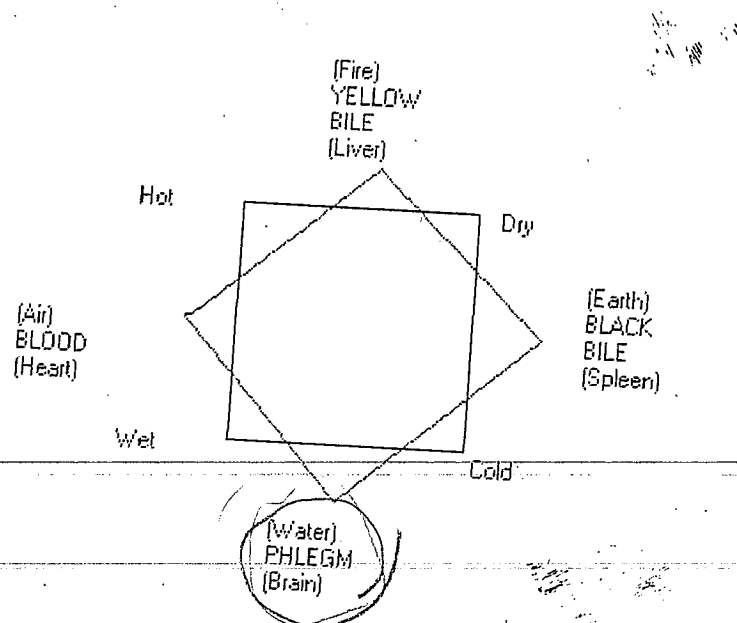 (Fire)
YELLOW
BILE
(Liver)
Hot
Dry
(Air)
BLOOD
(Heart)
(Earth)
BLACK
BILE
(Spleen)
Wet
Cold
(Water)
PHLEGM
(Brain)